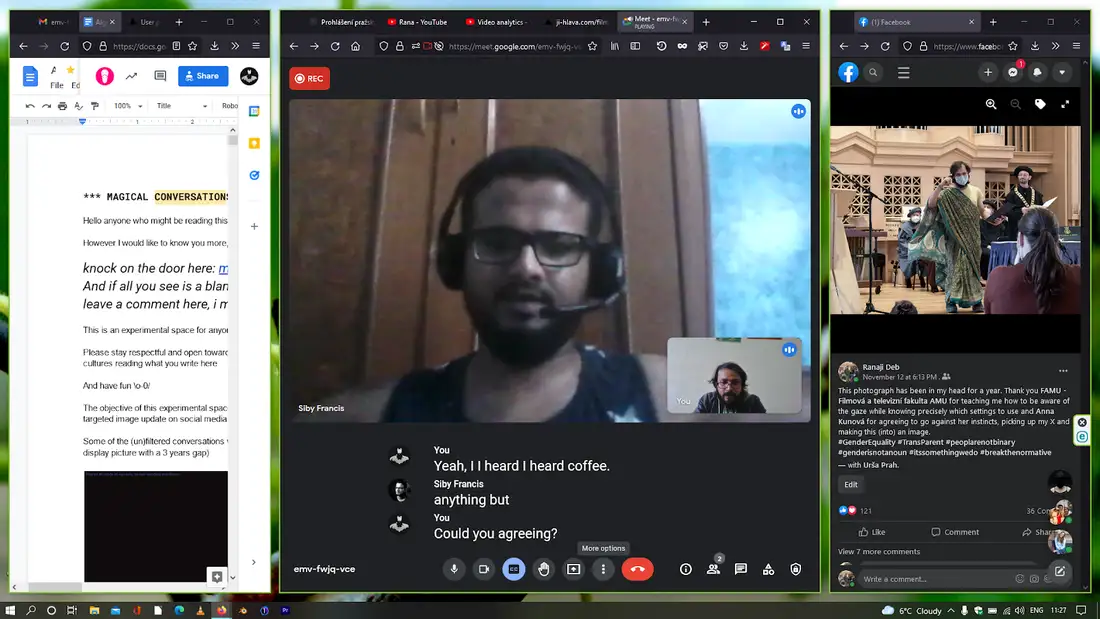 emv-f
Al
User
https://docs.go
File Ed
Share
100%
Title
Robo
1
1
2
*** MAGICAL CONVERSATIONS
Hello anyone who might be reading this
However I would like to know you more,
knock on the door here: m
And if all you see is a blan
leave a comment here, i m
This is an experimental space for anyon
Please stay respectful and open toward
cultures reading what you write here
And have fun \o-0/
The objective of this experimental spac
targeted image update on social media
Some of the (un)filtered conversations
display picture with a 3 years gap)
Prohlášení pražsk
Rana - YouTube
Video analytics -
ji-hlava.com/film
Meet - emv-fw
PLAYING
https://meet.google.com/emv-fwjq-v
REC
Siby Francis
You
You
Yeah, I I heard I heard coffee.
Siby Francis
anything but
You
Could you agreeing?
More options
emv-fwjq-vce
2
(1) Facebook
https://www.facebo
1
Ranaji Deb
November 12 at 6:13 PM
This photograph has been in my head for a year. Thank you FAMU -
Filmová a televizní fakulta AMU for teaching me how to be aware of
the gaze while knowing precisely which settings to use and Anna
Kunová for agreeing to go against her instincts, picking up my X and
making this (into) an image.
#GenderEquality #TransParent #peoplarenotbinary
#genderisnotanoun #itssomethingwedo #breakthenormative
— with Urša Prah.
Edit
121
36 Com
Like
Comment
Shar
View 7 more comments
Write a comment...
6°C Cloudy
ENG
11:27